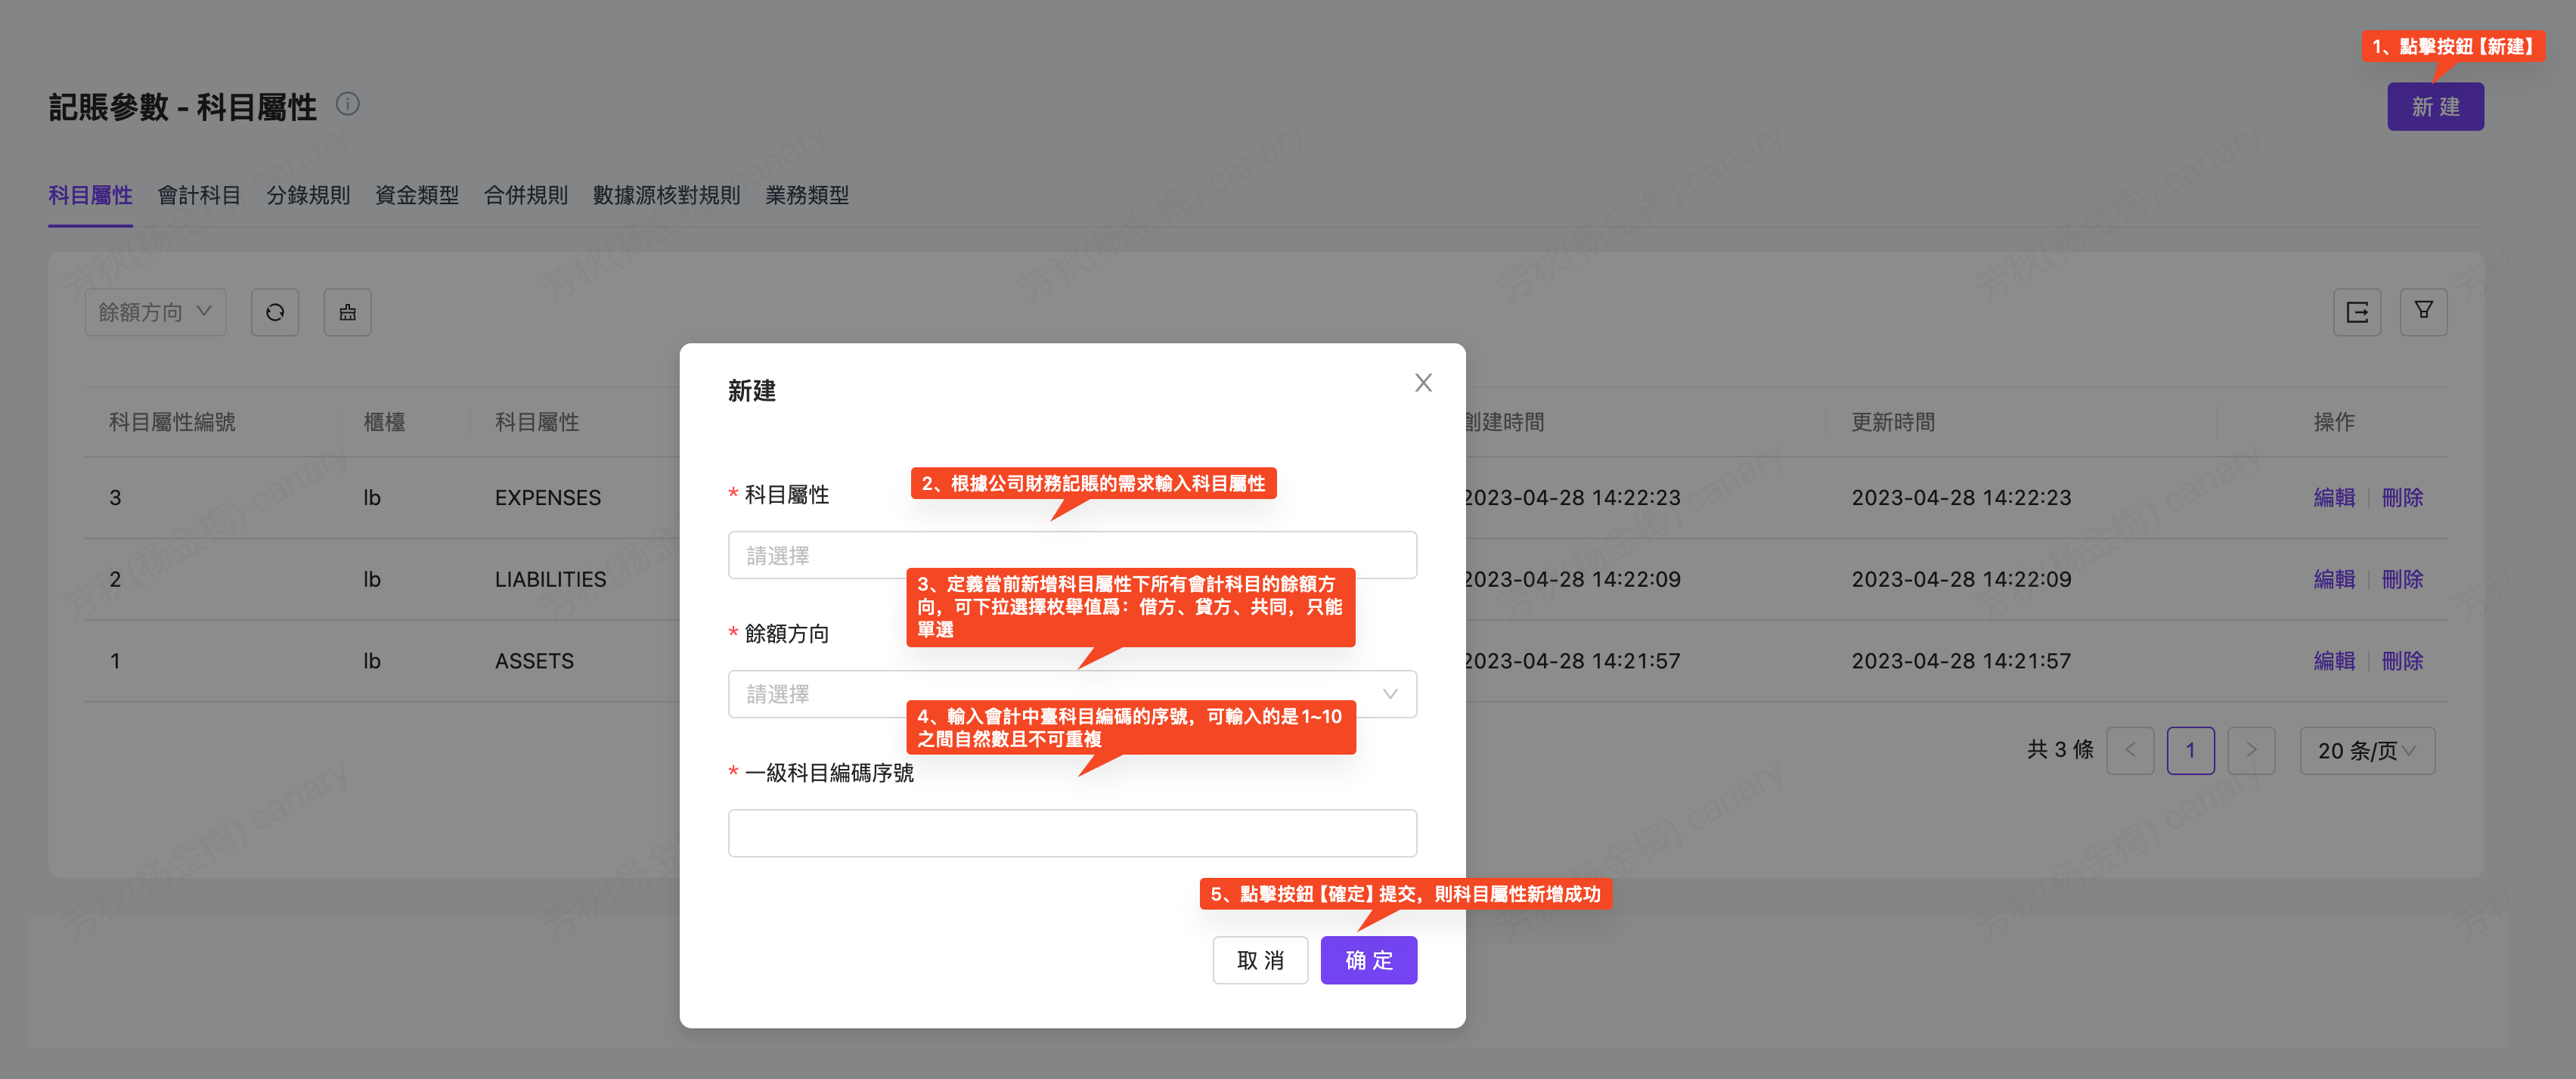 1、點擊按鈕【新建】
記賬參數 - 科目屬性
新 建
科目屬性 會計科目 分錄規則 資金類型 合併規則 數據源核對規則 業務類型
餘額方向
新建
科目屬性編號 櫃檯 科目屬性 創建時間 更新時間 操作
2、根據公司財務記賬的需求輸入科目屬性
* 科目屬性
3 lb EXPENSES 2023-04-28 14:22:23 2023-04-28 14:22:23 編輯 刪除
請選擇
2 lb LIABILITIES 2023-04-28 14:22:09 2023-04-28 14:22:09 編輯 刪除
3、定義當前新增科目屬性下所有會計科目的餘額方
向，可下拉選擇枚舉值爲：借方、貸方、共同，只能
單選
* 餘額方向
1 lb ASSETS 2023-04-28 14:21:57 2023-04-28 14:21:57 編輯 刪除
請選擇
4、輸入會計中臺科目編碼的序號，可輸入的是1~10
之間自然數且不可重複
共 3 條 1 20 条/页
* 一級科目編碼序號
5、點擊按鈕【確定】提交，則科目屬性新增成功
取 消 确 定
芳秋(杨金梅) canary